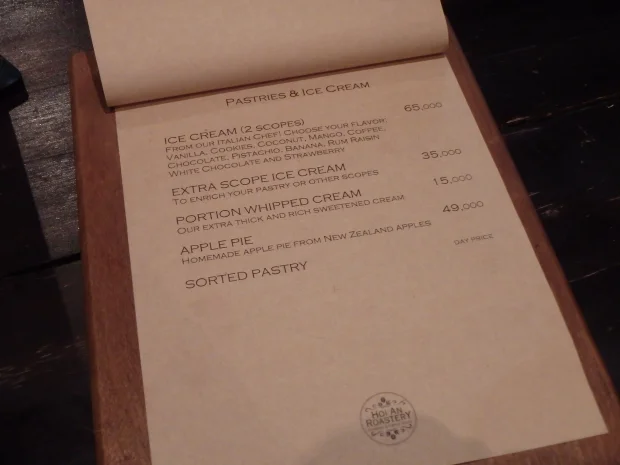 PASTRIES & ICE CREAM
ICE CREAM (2 SCOPES) 65,000
FROM OUR ITALIAN CHEF! CHOOSE YOUR FLAVOR;
VANILLA, COOKIES, COCONUT, MANGO, COFFEE,
CHOCOLATE, PISTACHIO, BANANA, RUM RAISIN
WHITE CHOCOLATE AND STRAWBERRY
EXTRA SCOPE ICE CREAM 35,000
TO ENRICH YOUR PASTRY OR OTHER SCOPES
PORTION WHIPPED CREAM 15,000
OUR EXTRA THICK AND RICH SWEETENED CREAM
APPLE PIE 49,000
HOMEMADE APPLE PIE FROM NEW ZEALAND APPLES
SORTED PASTRY DAY PRICE
HOI AN
ROASTERY